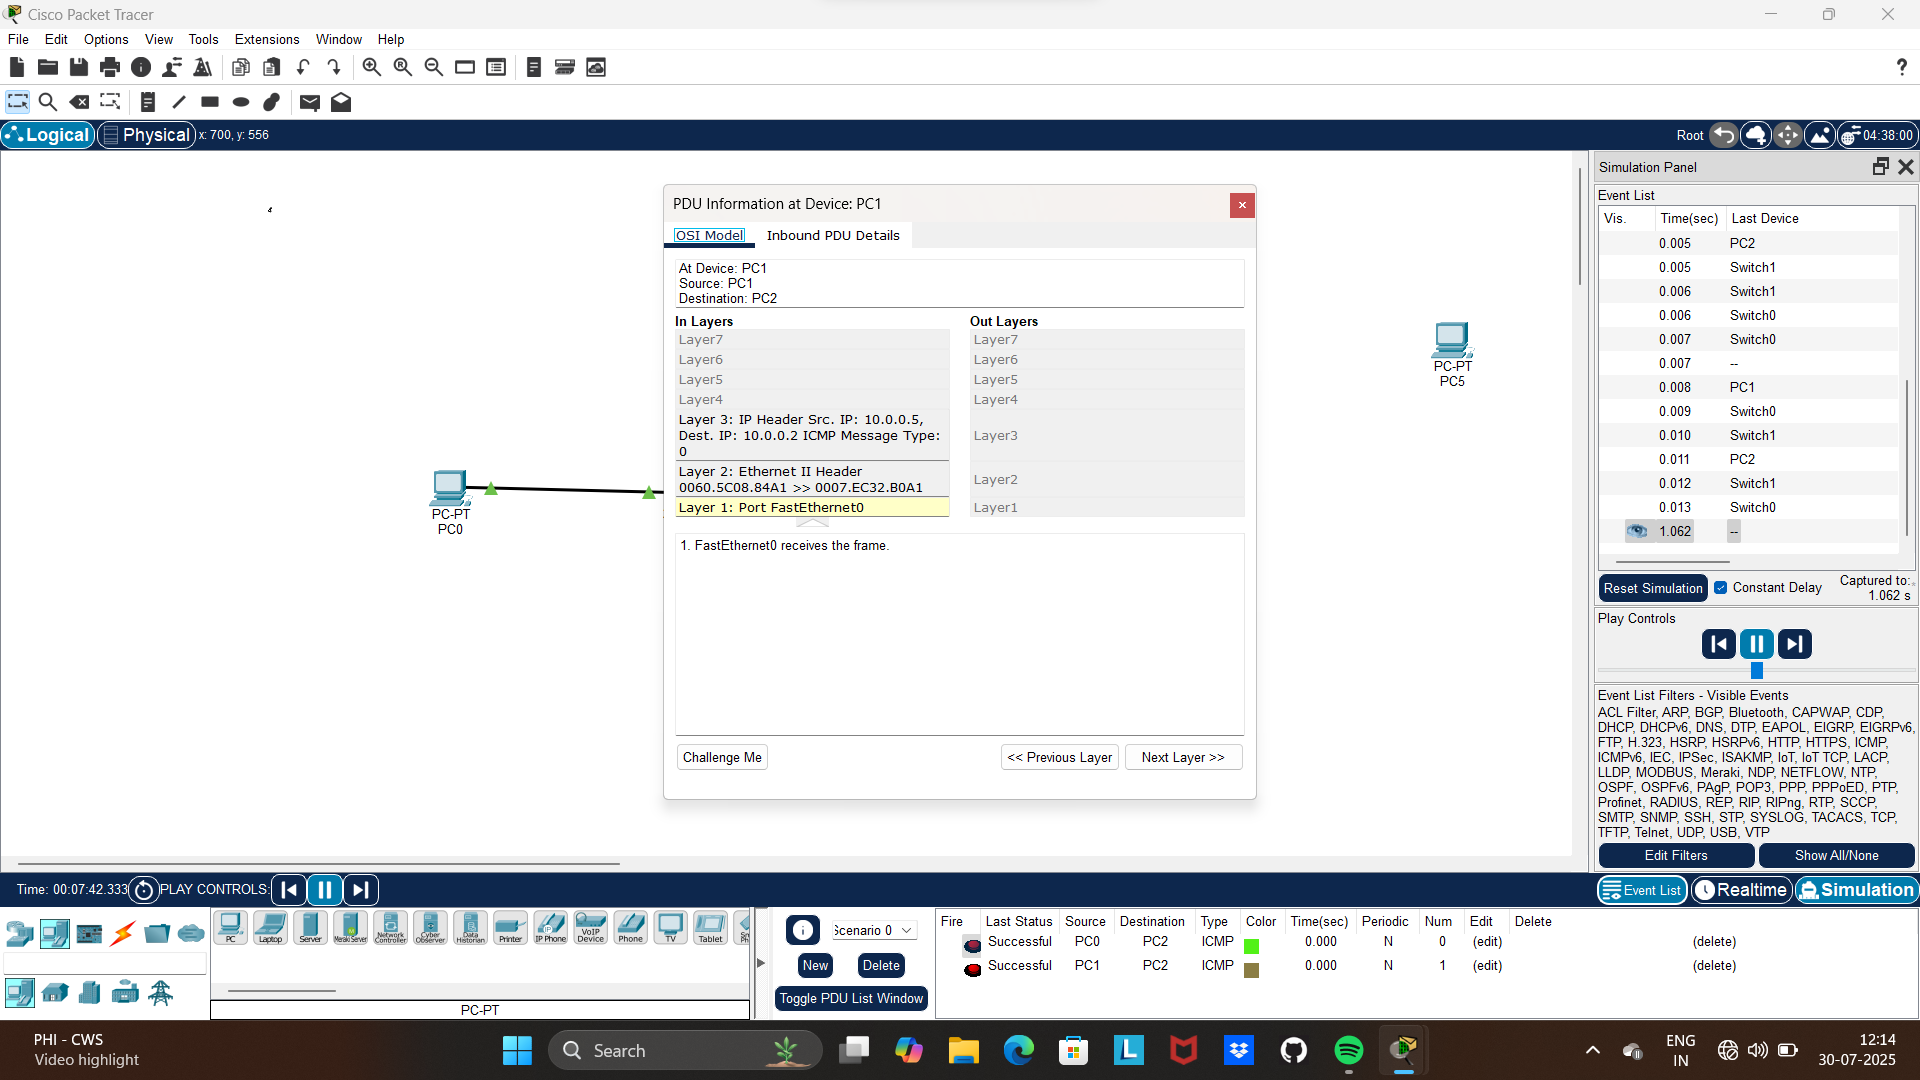 Cisco Packet Tracer
File Edit Options View Tools Extensions Window Help
Logical Physical x: 700, y: 556 Root 04:38:00
PC-PT
PC0
PC-PT
PC5
PDU Information at Device: PC1
OSI Model Inbound PDU Details
At Device: PC1
Source: PC1
Destination: PC2
In Layers Out Layers
Layer7 Layer7
Layer6 Layer6
Layer5 Layer5
Layer4 Layer4
Layer 3: IP Header Src. IP: 10.0.0.5,
Dest. IP: 10.0.0.2 ICMP Message Type: Layer3
0
Layer 2: Ethernet II Header
0060.5C08.84A1 >> 0007.EC32.B0A1 Layer2
Layer 1: Port FastEthernet0 Layer1
1. FastEthernet0 receives the frame.
Challenge Me << Previous Layer Next Layer >>
Simulation Panel
Event List
Vis. Time(sec) Last Device
0.005 PC2
0.005 Switch1
0.006 Switch1
0.006 Switch0
0.007 Switch0
0.007 --
0.008 PC1
0.009 Switch0
0.010 Switch1
0.011 PC2
0.012 Switch1
0.013 Switch0
1.062 --
Reset Simulation Constant Delay Captured to:
1.062 s
Play Controls
Event List Filters - Visible Events
ACL Filter, ARP, BGP, Bluetooth, CAPWAP, CDP,
DHCP, DHCPv6, DNS, DTP, EAPOL, EIGRP, EIGRPv6,
FTP, H.323, HSRP, HSRPv6, HTTP, HTTPS, ICMP,
ICMPv6, IEC, IPSec, ISAKMP, IoT, IoT TCP, LACP,
LLDP, MODBUS, Meraki, NDP, NETFLOW, NTP,
OSPF, OSPFv6, PAgP, POP3, PPP, PPPoED, PTP,
Profinet, RADIUS, REP, RIP, RIPng, RTP, SCCP,
SMTP, SNMP, SSH, STP, SYSLOG, TACACS, TCP,
TFTP, Telnet, UDP, USB, VTP
Edit Filters Show All/None
Time: 00:07:42.333 PLAY CONTROLS: Event List Realtime Simulation
PC Laptop Server Meraki Server Network Controller Cyber Observer Data Historian Printer IP Phone VoIP Device Phone TV Tablet
PC-PT
Scenario 0
New Delete
Toggle PDU List Window
Fire Last Status Source Destination Type Color Time(sec) Periodic Num Edit Delete
Successful PC0 PC2 ICMP 0.000 N 0 (edit) (delete)
Successful PC1 PC2 ICMP 0.000 N 1 (edit) (delete)
PHI - CWS
Video highlight
Search
ENG
IN
12:14
30-07-2025